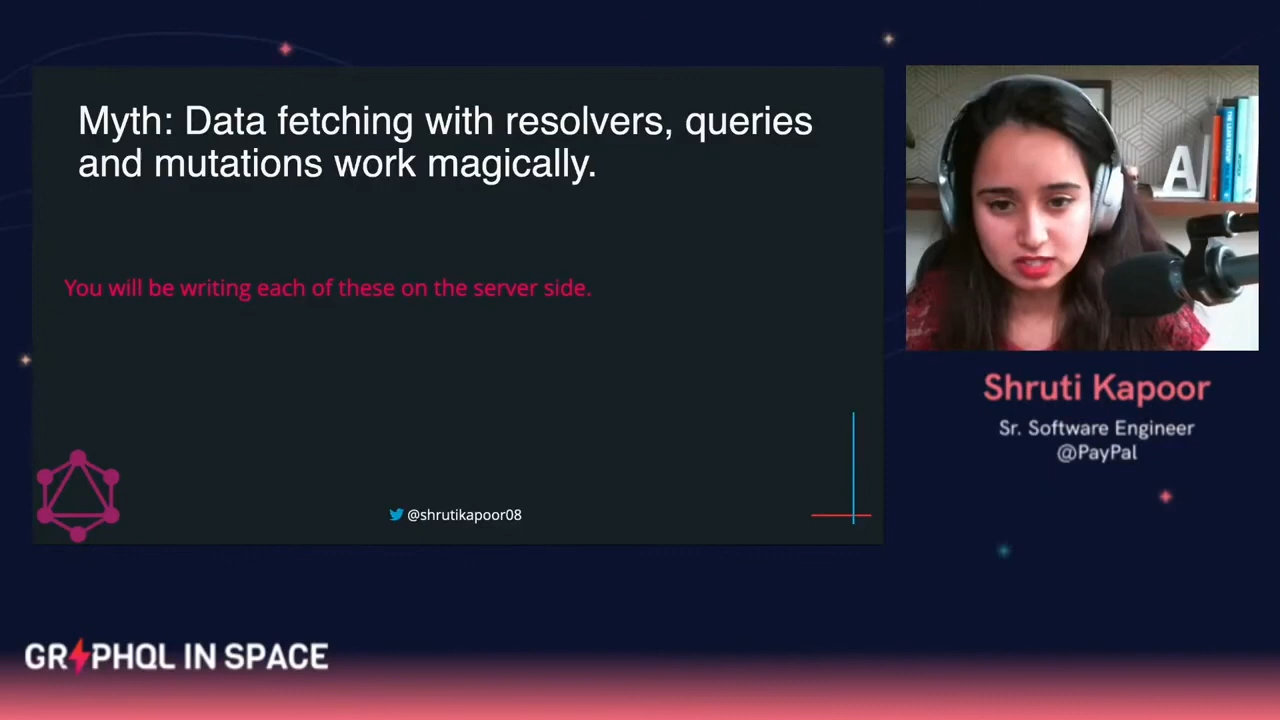 Myth: Data fetching with resolvers, queries
and mutations work magically.
You will be writing each of these on the server side.
@shrutikapoor08
A
Shruti Kapoor
Sr. Software Engineer
@PayPal
GRAPHQL IN SPACE